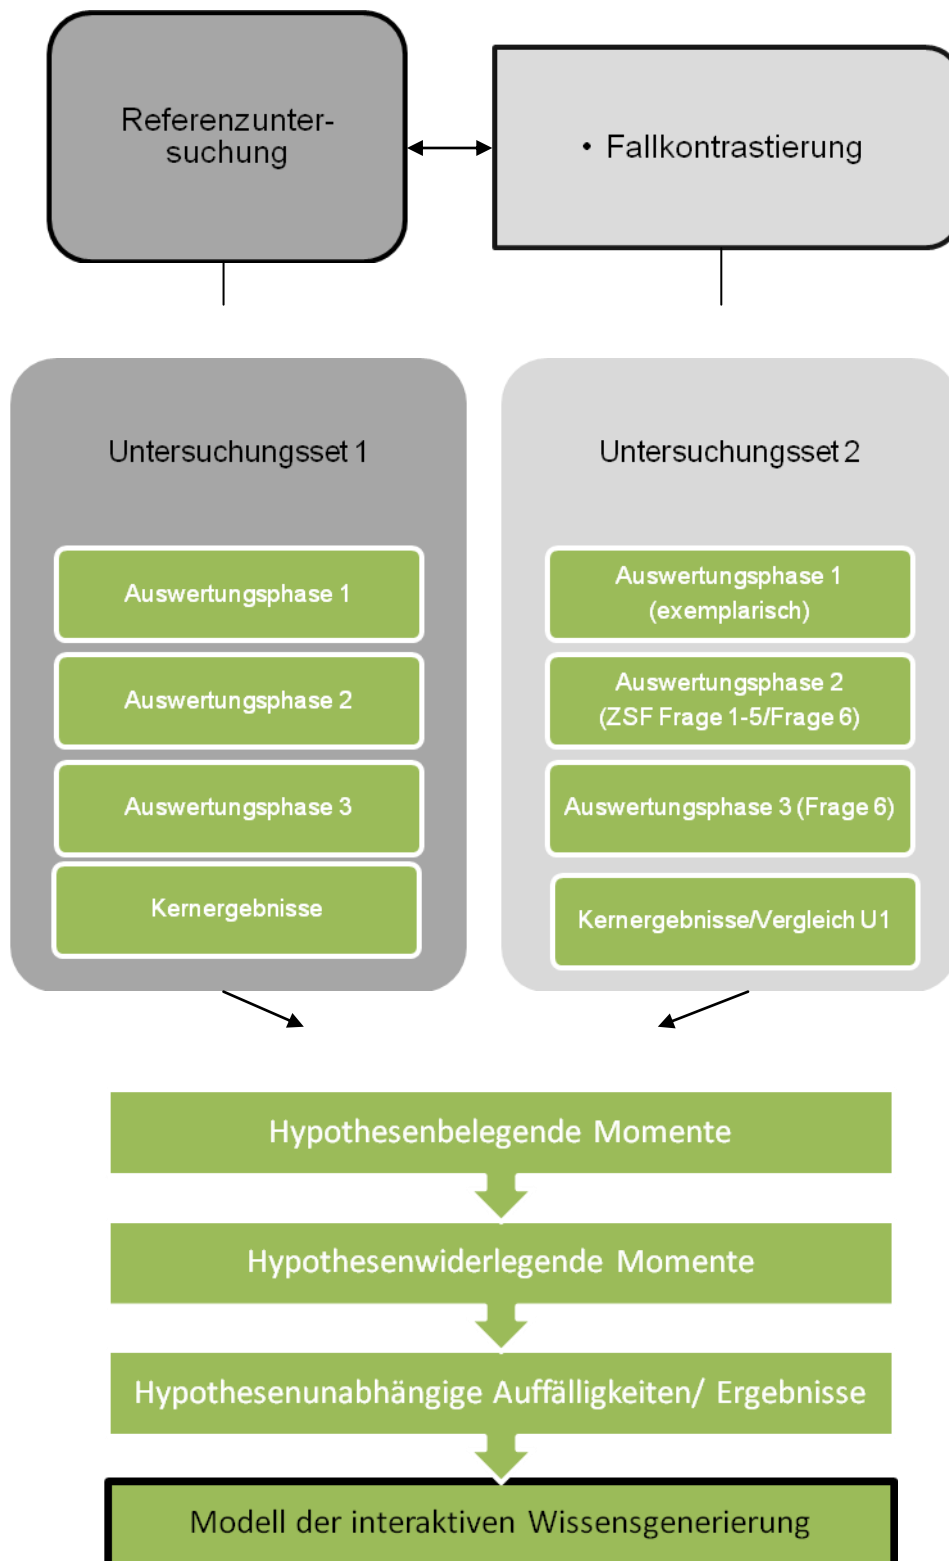 Referenzunter-
suchung
• Fallkontrastierung
Untersuchungsset 1
Auswertungsphase 1
Auswertungsphase 2
Auswertungsphase 3
Kernergebnisse
Untersuchungsset 2
Auswertungsphase 1
(exemplarisch)
Auswertungsphase 2
(ZSF Frage 1-5/Frage 6)
Auswertungsphase 3 (Frage 6)
Kernergebnisse/Vergleich U1
Hypothesenbelegende Momente
Hypothesenwiderlegende Momente
Hypothesenunabhängige Auffälligkeiten/ Ergebnisse
Modell der interaktiven Wissensgenerierung